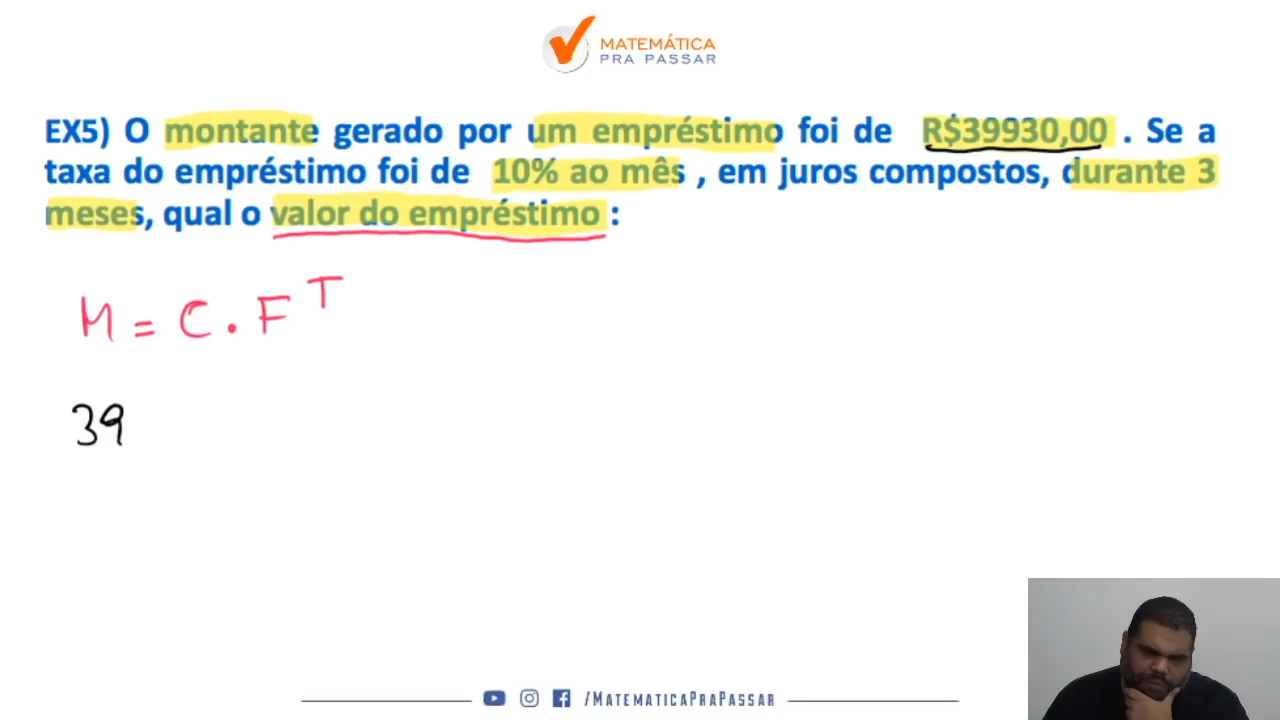 MATEMÁTICA
PRA PASSAR
EX5) O montante gerado por um empréstimo foi de R$39930,00 . Se a
taxa do empréstimo foi de 10% ao mês , em juros compostos, durante 3
meses, qual o valor do empréstimo :
M = C . F^T
39
/MATEMATICAPRAPASSAR